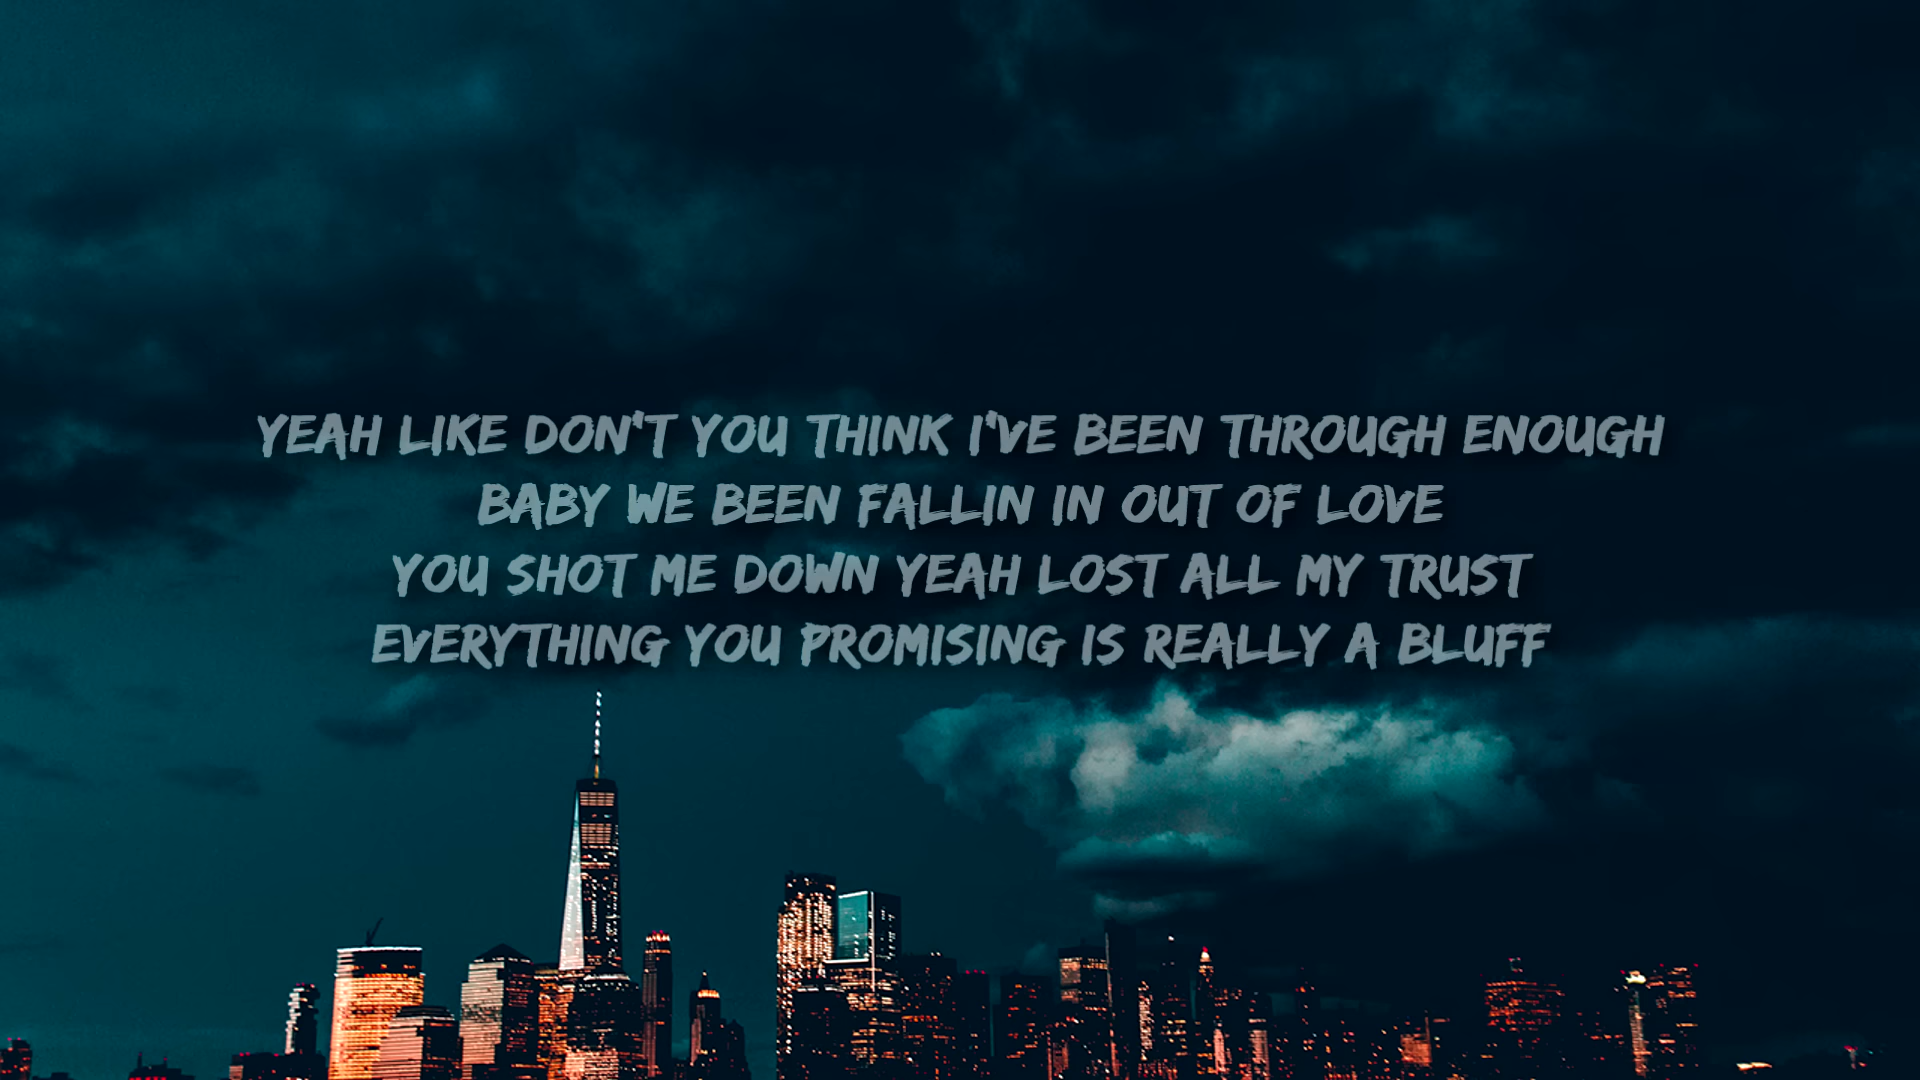 YEAH LIKE DON'T YOU THINK I'VE BEEN THROUGH ENOUGH
BABY WE BEEN FALLIN IN OUT OF LOVE
YOU SHOT ME DOWN YEAH LOST ALL MY TRUST
EVERYTHING YOU PROMISING IS REALLY A BLUFF